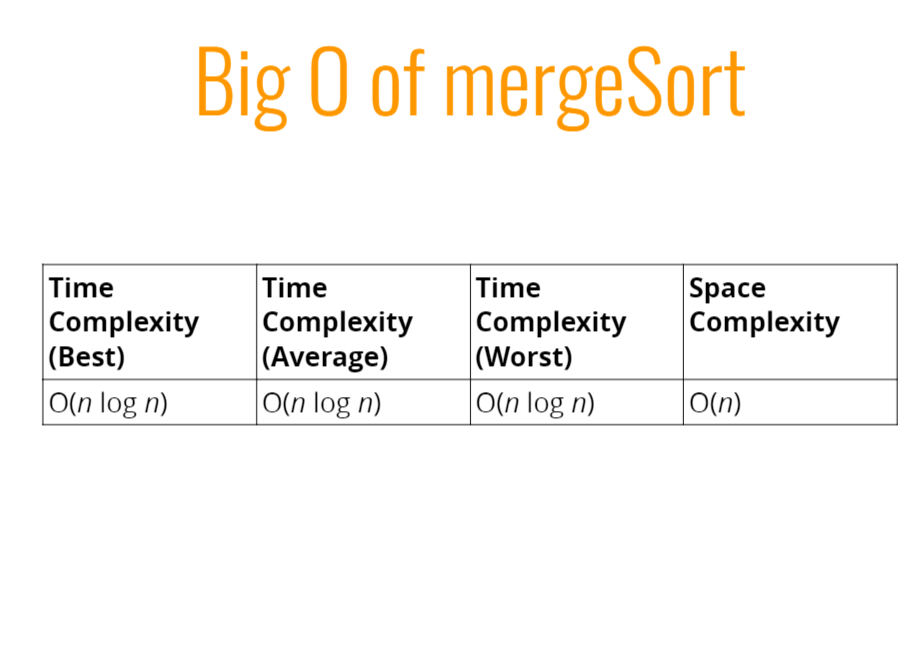 Big O of mergeSort
Time
Complexity
(Best)
Time
Complexity
(Average)
Time
Complexity
(Worst)
Space
Complexity
O(n log n)
O(n log n)
O(n log n)
O(n)